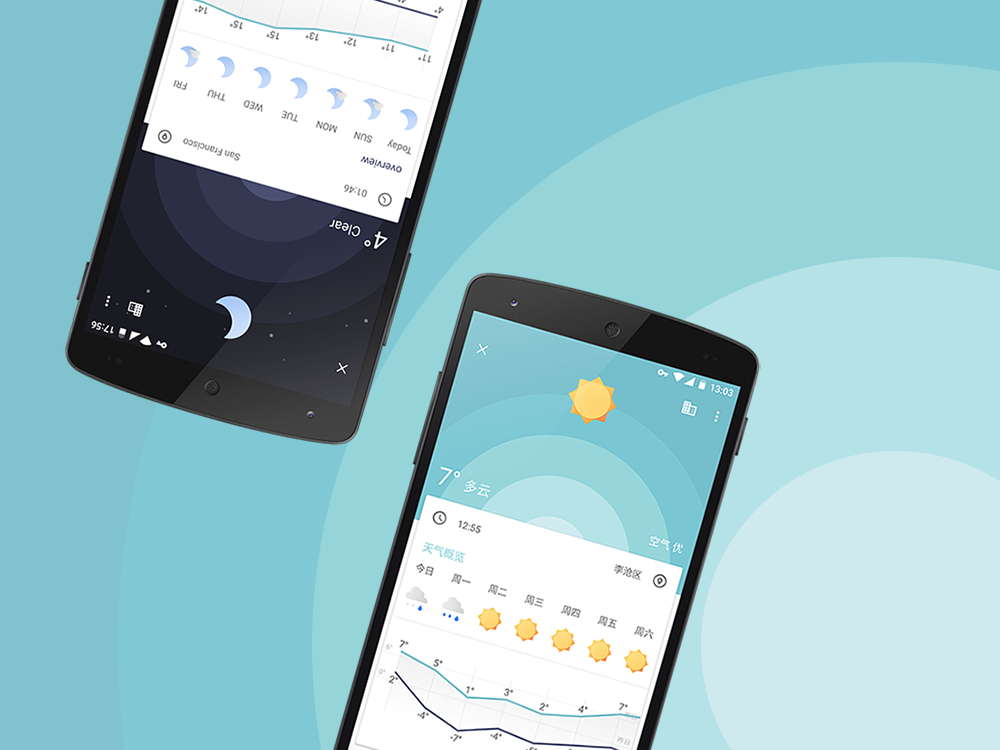 17:56
4° Clear
01:46
San Francisco
overview
Today SUN MON TUE WED THU FRI
11° 11° 12° 13° 15° 15° 14°
4°
13:03
7° 多云
空气 优
12:55
李沧区
天气概览
今日 周一 周二 周三 周四 周五 周六
7° 5° 1° 3° 2° 4° 7°
2° -4° -7° -4°